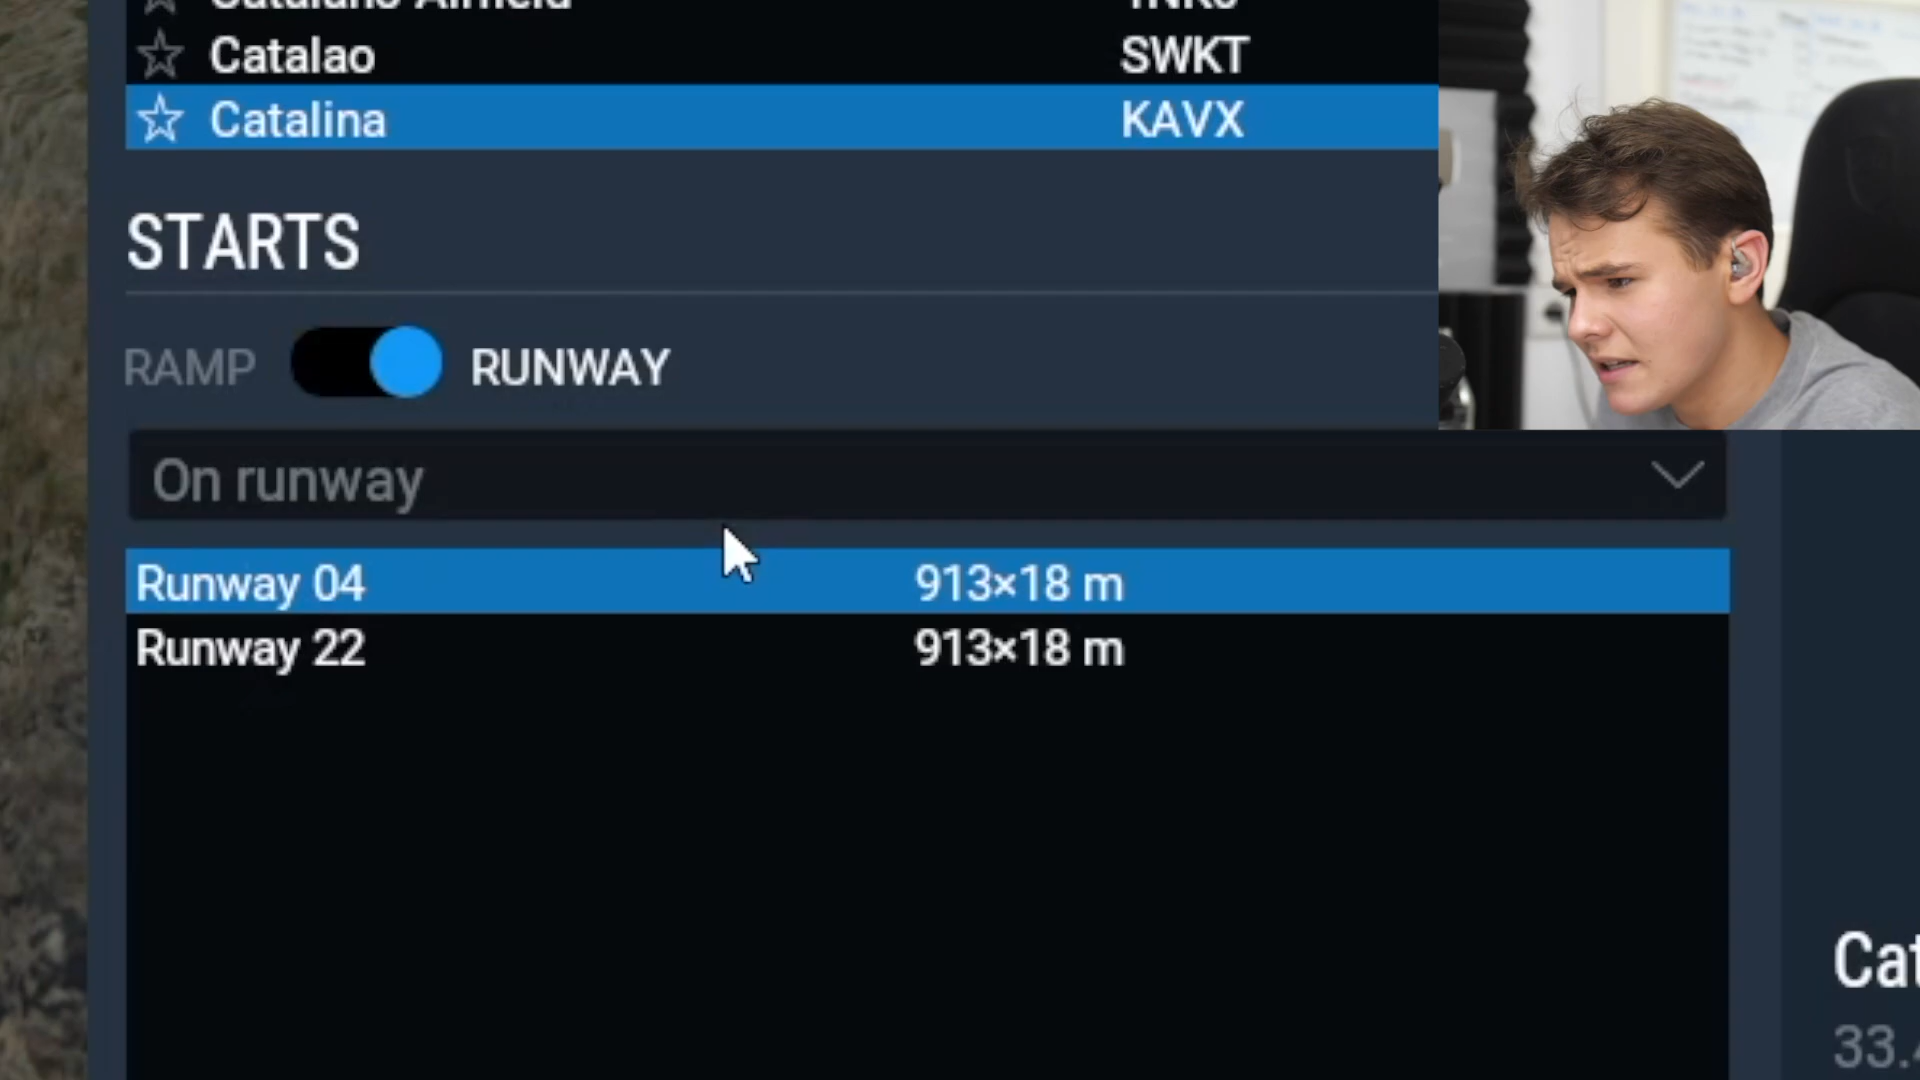 Catalao SWKT
Catalina KAVX
STARTS
RAMP RUNWAY
On runway
Runway 04 913×18 m
Runway 22 913×18 m